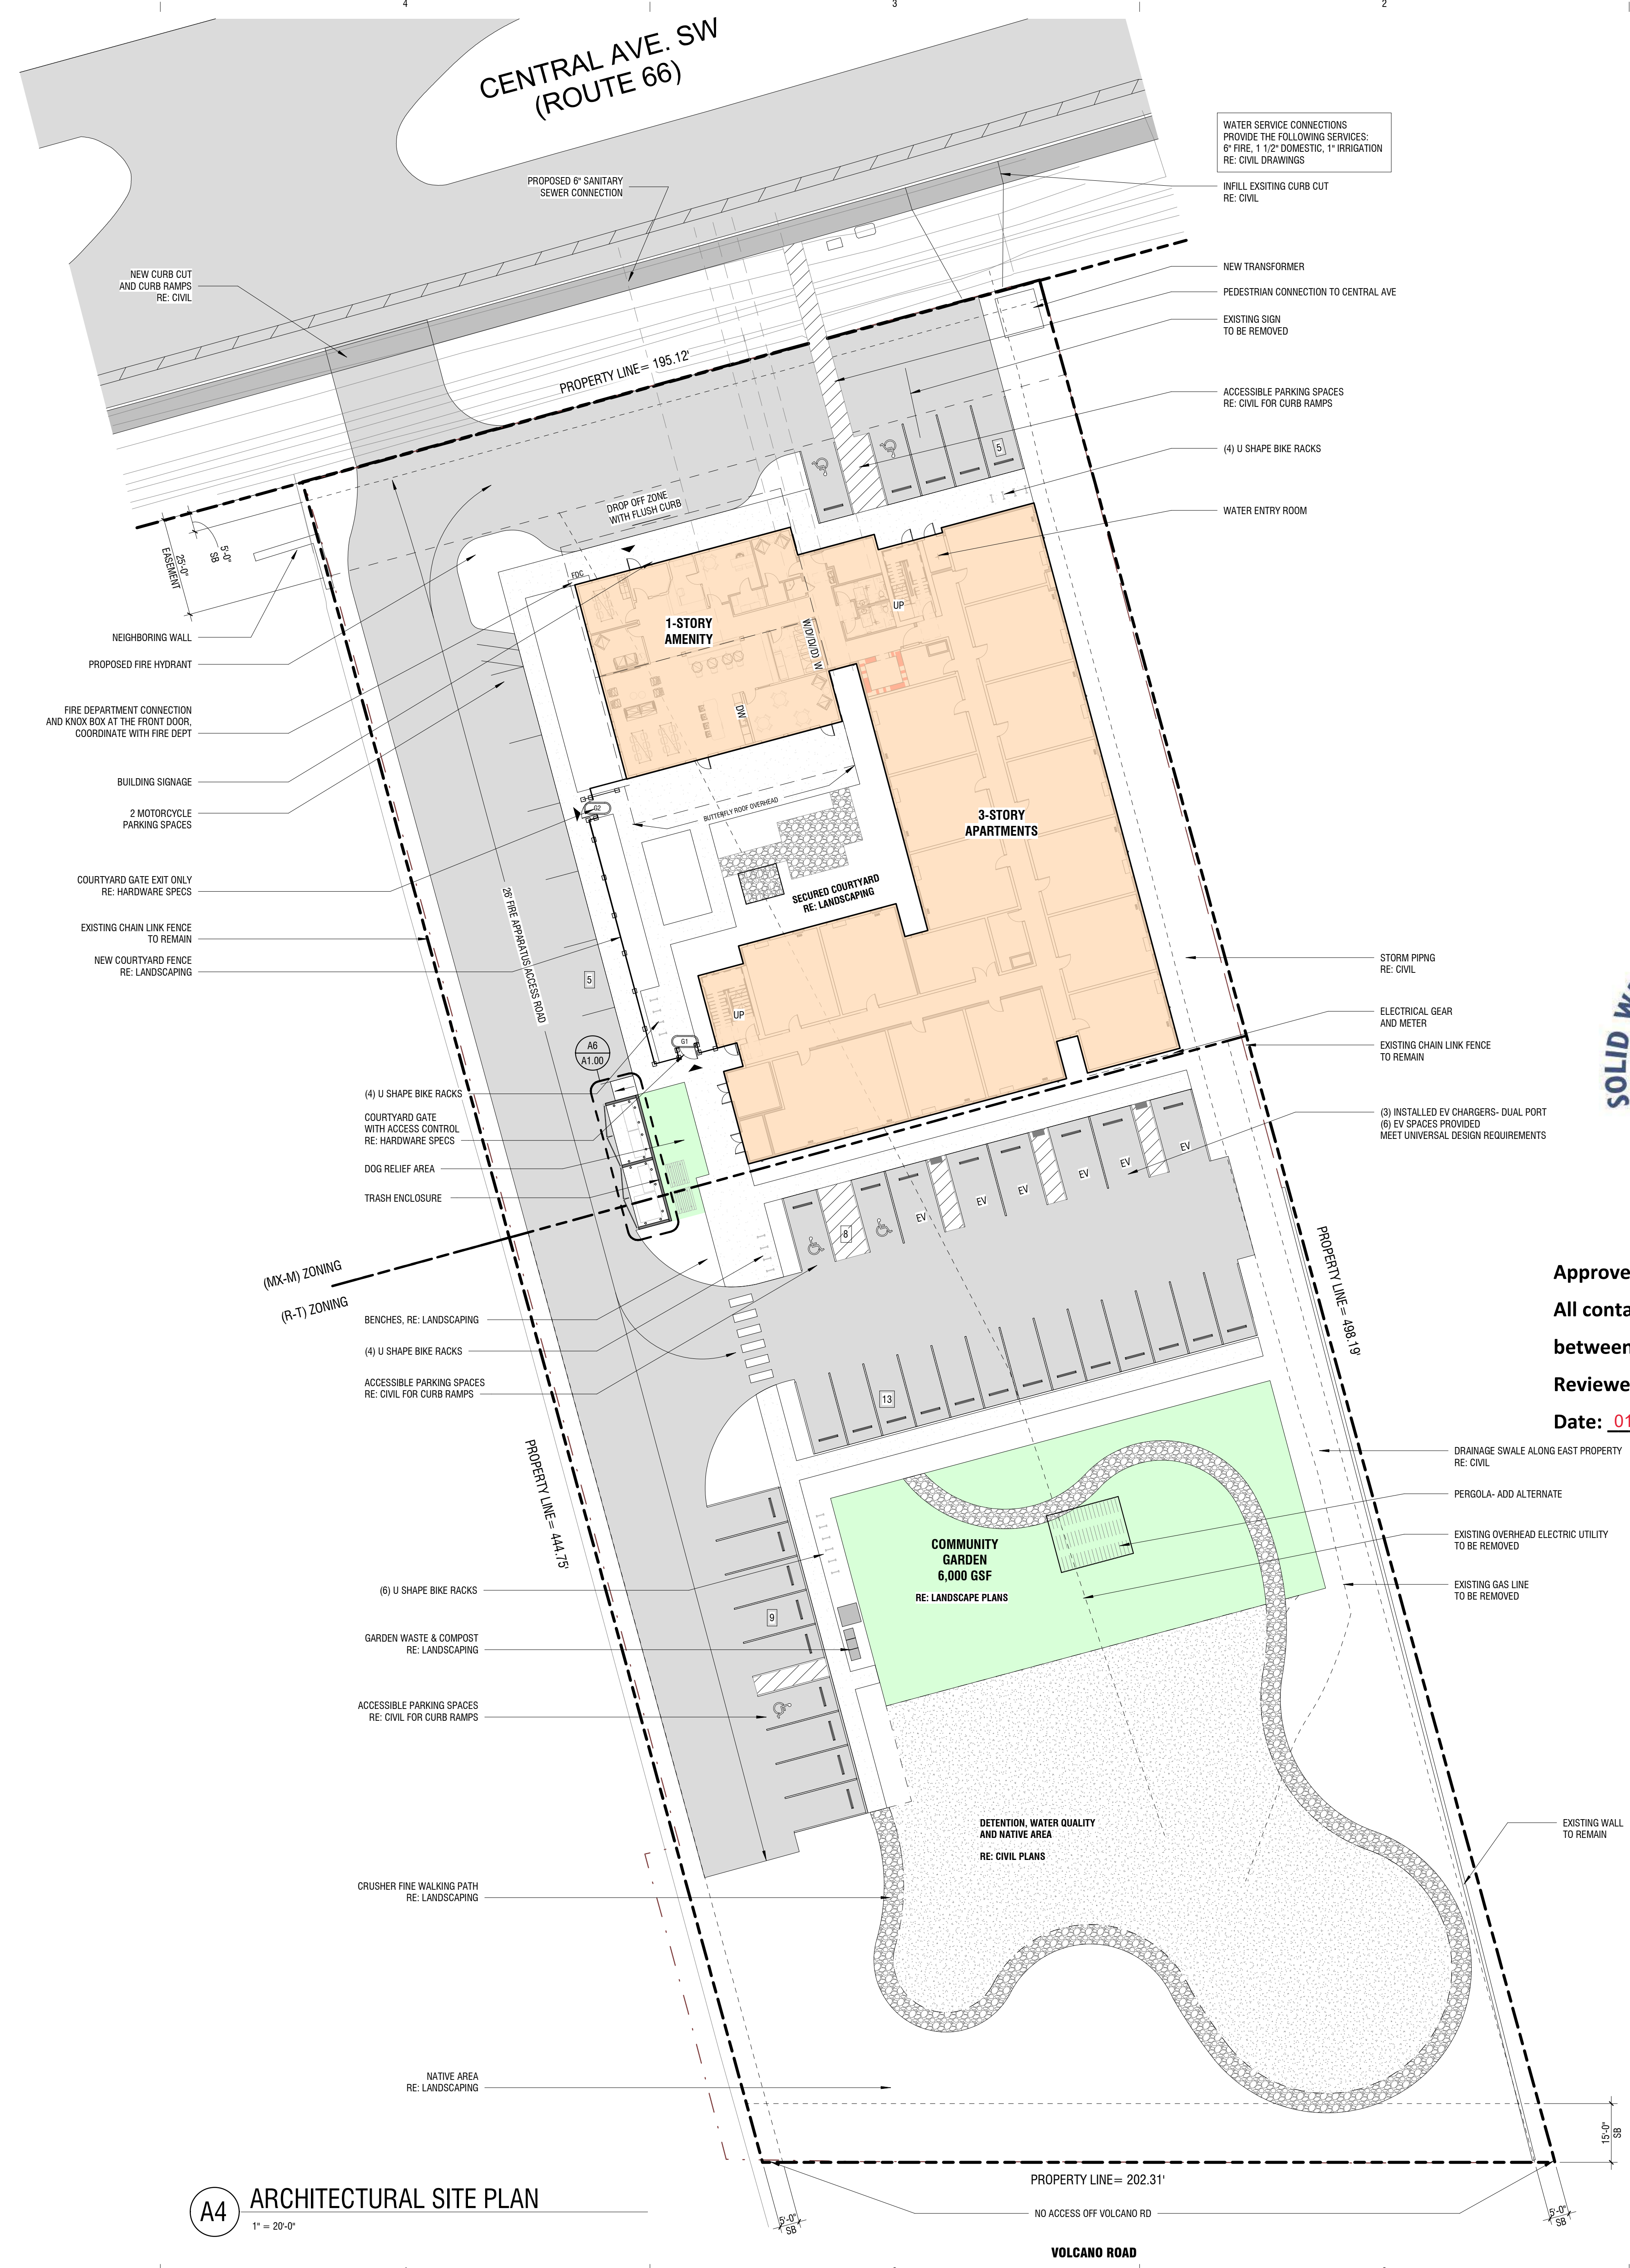 4
3
2
CENTRAL AVE. SW
(ROUTE 66)
WATER SERVICE CONNECTIONS
PROVIDE THE FOLLOWING SERVICES:
6" FIRE, 1 1/2" DOMESTIC, 1" IRRIGATION
RE: CIVIL DRAWINGS
PROPOSED 6" SANITARY
SEWER CONNECTION
INFILL EXSITING CURB CUT
RE: CIVIL
NEW CURB CUT
AND CURB RAMPS
RE: CIVIL
NEW TRANSFORMER
PEDESTRIAN CONNECTION TO CENTRAL AVE
EXISTING SIGN
TO BE REMOVED
PROPERTY LINE= 195.12'
ACCESSIBLE PARKING SPACES
RE: CIVIL FOR CURB RAMPS
5
(4) U SHAPE BIKE RACKS
DROP OFF ZONE
WITH FLUSH CURB
WATER ENTRY ROOM
5'-0"
SB
25'-0"
EASEMENT
FDC
UP
1-STORY
AMENITY
W/D/D/D/D/ W
DW
NEIGHBORING WALL
PROPOSED FIRE HYDRANT
FIRE DEPARTMENT CONNECTION
AND KNOX BOX AT THE FRONT DOOR,
COORDINATE WITH FIRE DEPT
BUILDING SIGNAGE
2 MOTORCYCLE
PARKING SPACES
G2
BUTTERFLY ROOF OVERHEAD
3-STORY
APARTMENTS
COURTYARD GATE EXIT ONLY
RE: HARDWARE SPECS
SECURED COURTYARD
RE: LANDSCAPING
26' FIRE APPARATUS ACCESS ROAD
EXISTING CHAIN LINK FENCE
TO REMAIN
NEW COURTYARD FENCE
RE: LANDSCAPING
5
STORM PIPNG
RE: CIVIL
UP
ELECTRICAL GEAR
AND METER
SOLID
G1
A6
A1.00
EXISTING CHAIN LINK FENCE
TO REMAIN
(4) U SHAPE BIKE RACKS
COURTYARD GATE
WITH ACCESS CONTROL
RE: HARDWARE SPECS
(3) INSTALLED EV CHARGERS- DUAL PORT
(6) EV SPACES PROVIDED
MEET UNIVERSAL DESIGN REQUIREMENTS
DOG RELIEF AREA
TRASH ENCLOSURE
EV
EV
EV
EV
EV
EV
8
(MX-M) ZONING
(R-T) ZONING
PROPERTY LINE= 498.19'
Approve
All conta
between
Reviewe
Date: 01
BENCHES, RE: LANDSCAPING
(4) U SHAPE BIKE RACKS
ACCESSIBLE PARKING SPACES
RE: CIVIL FOR CURB RAMPS
13
PROPERTY LINE= 444.75'
DRAINAGE SWALE ALONG EAST PROPERTY
RE: CIVIL
PERGOLA- ADD ALTERNATE
COMMUNITY
GARDEN
6,000 GSF
RE: LANDSCAPE PLANS
EXISTING OVERHEAD ELECTRIC UTILITY
TO BE REMOVED
EXISTING GAS LINE
TO BE REMOVED
(6) U SHAPE BIKE RACKS
9
GARDEN WASTE & COMPOST
RE: LANDSCAPING
ACCESSIBLE PARKING SPACES
RE: CIVIL FOR CURB RAMPS
DETENTION, WATER QUALITY
AND NATIVE AREA
RE: CIVIL PLANS
EXISTING WALL
TO REMAIN
CRUSHER FINE WALKING PATH
RE: LANDSCAPING
NATIVE AREA
RE: LANDSCAPING
15'-0"
SB
PROPERTY LINE= 202.31'
A4
ARCHITECTURAL SITE PLAN
1" = 20'-0"
5'-0"
SB
NO ACCESS OFF VOLCANO RD
5'-0"
SB
VOLCANO ROAD